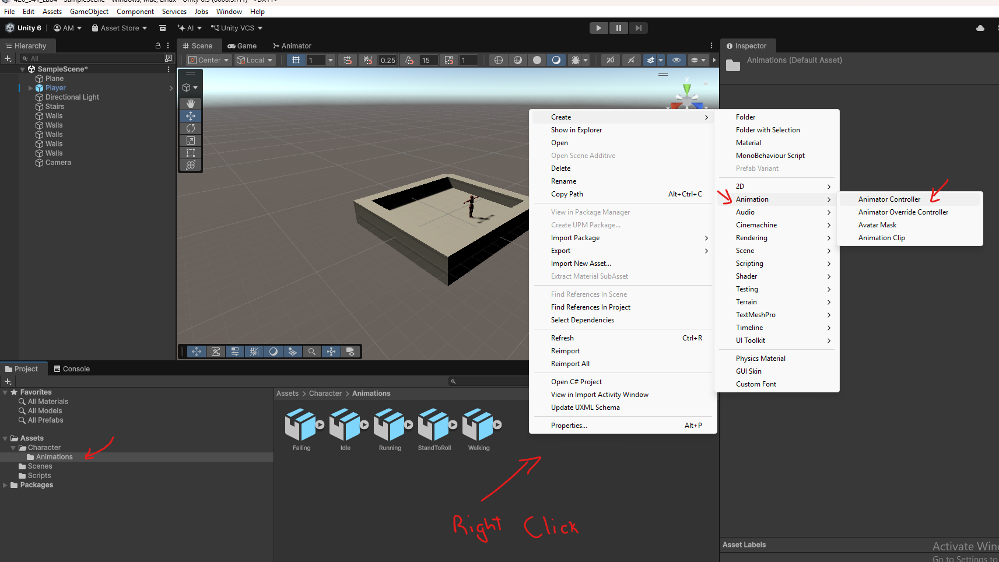 File Edit Assets GameObject Component Services Jobs Window Help
Unity 6 AM Asset Store AI Unity VCS
Hierarchy
Scene Game Animator
Inspector
All
Center Local 1 0.25 15 1 2D
Animations (Default Asset)
SampleScene*
Plane
Player
Directional Light
Stairs
Walls
Walls
Walls
Walls
Walls
Camera
y
Create
Show in Explorer
Open
Open Scene Additive
Delete
Rename
Copy Path Alt+Ctrl+C
View in Package Manager
Create UPM Package...
Import Package
Export
Import New Asset...
Extract Material SubAsset
Find References In Scene
Find References In Project
Select Dependencies
Refresh Ctrl+R
Reimport
Reimport All
Open C# Project
View in Import Activity Window
Update UXML Schema
Properties... Alt+P
Folder
Folder with Selection
Material
MonoBehaviour Script
Prefab Variant
2D
Animation
Audio
Cinemachine
Rendering
Scene
Scripting
Shader
Testing
Terrain
TextMeshPro
Timeline
UI Toolkit
Physics Material
GUI Skin
Custom Font
Animator Controller
Animator Override Controller
Avatar Mask
Animation Clip
Project Console
Favorites
All Materials
All Models
All Prefabs
Assets
Character
Animations
Scenes
Scripts
Packages
Assets > Character > Animations
Falling Idle Running StandToRoll Walking
Right Click
Asset Labels
Activate Win
Go to Settings to